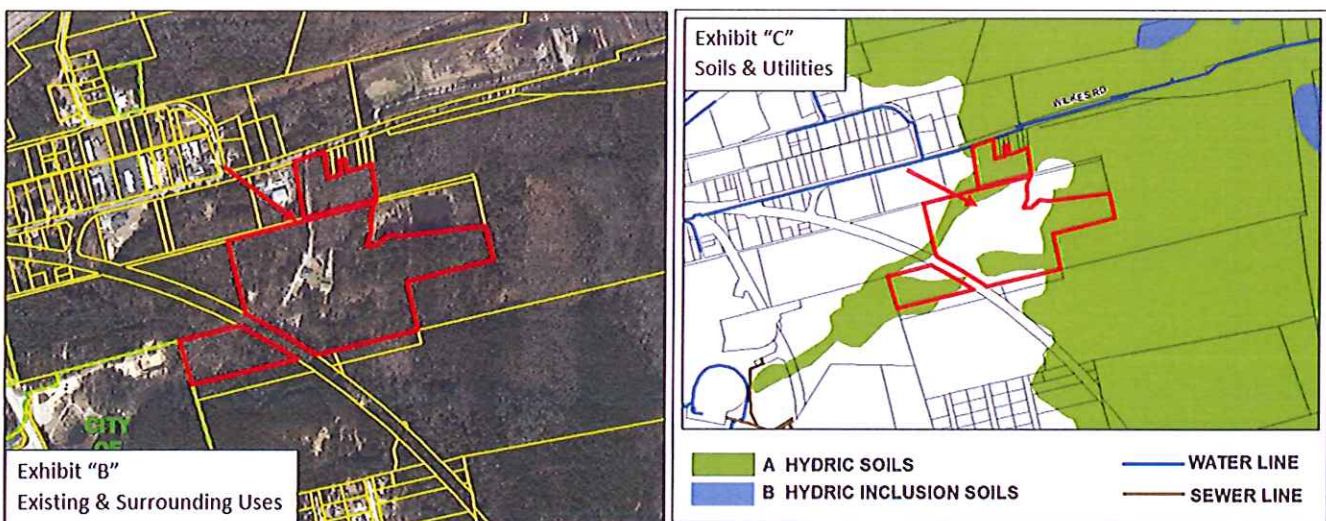 Exhibit "B"
Existing & Surrounding Uses
CITY
OF
Exhibit "C"
Soils & Utilities
WILKES RD
A HYDRIC SOILS
B HYDRIC INCLUSION SOILS
WATER LINE
SEWER LINE